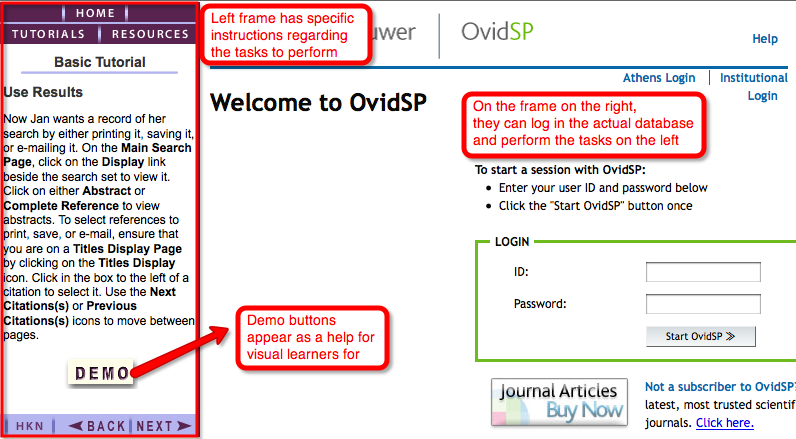 HOME
TUTORIALS RESOURCES
Basic Tutorial
Use Results
Now Jan wants a record of her
search by either printing it, saving it,
or e-mailing it. On the Main Search
Page, click on the Display link
beside the search set to view it.
Click on either Abstract or
Complete Reference to view
abstracts. To select references to
print, save, or e-mail, ensure that
you are on a Titles Display Page
by clicking on the Titles Display
icon. Click in the box to the left of a
citation to select it. Use the Next
Citations(s) or Previous
Citations(s) icons to move between
pages.
DEMO
HKN BACK NEXT
Left frame has specific
instructions regarding
the tasks to perform
OvidSP
Help
Athens Login Institutional
Login
Welcome to OvidSP
On the frame on the right,
they can log in the actual database
and perform the tasks on the left
To start a session with OvidSP:
• Enter your user ID and password below
• Click the "Start OvidSP" button once
LOGIN
ID:
Password:
Start OvidSP ≫
Demo buttons
appear as a help for
visual learners for
Journal Articles
Buy Now
Not a subscriber to OvidSP?
latest, most trusted scientif
journals. Click here.